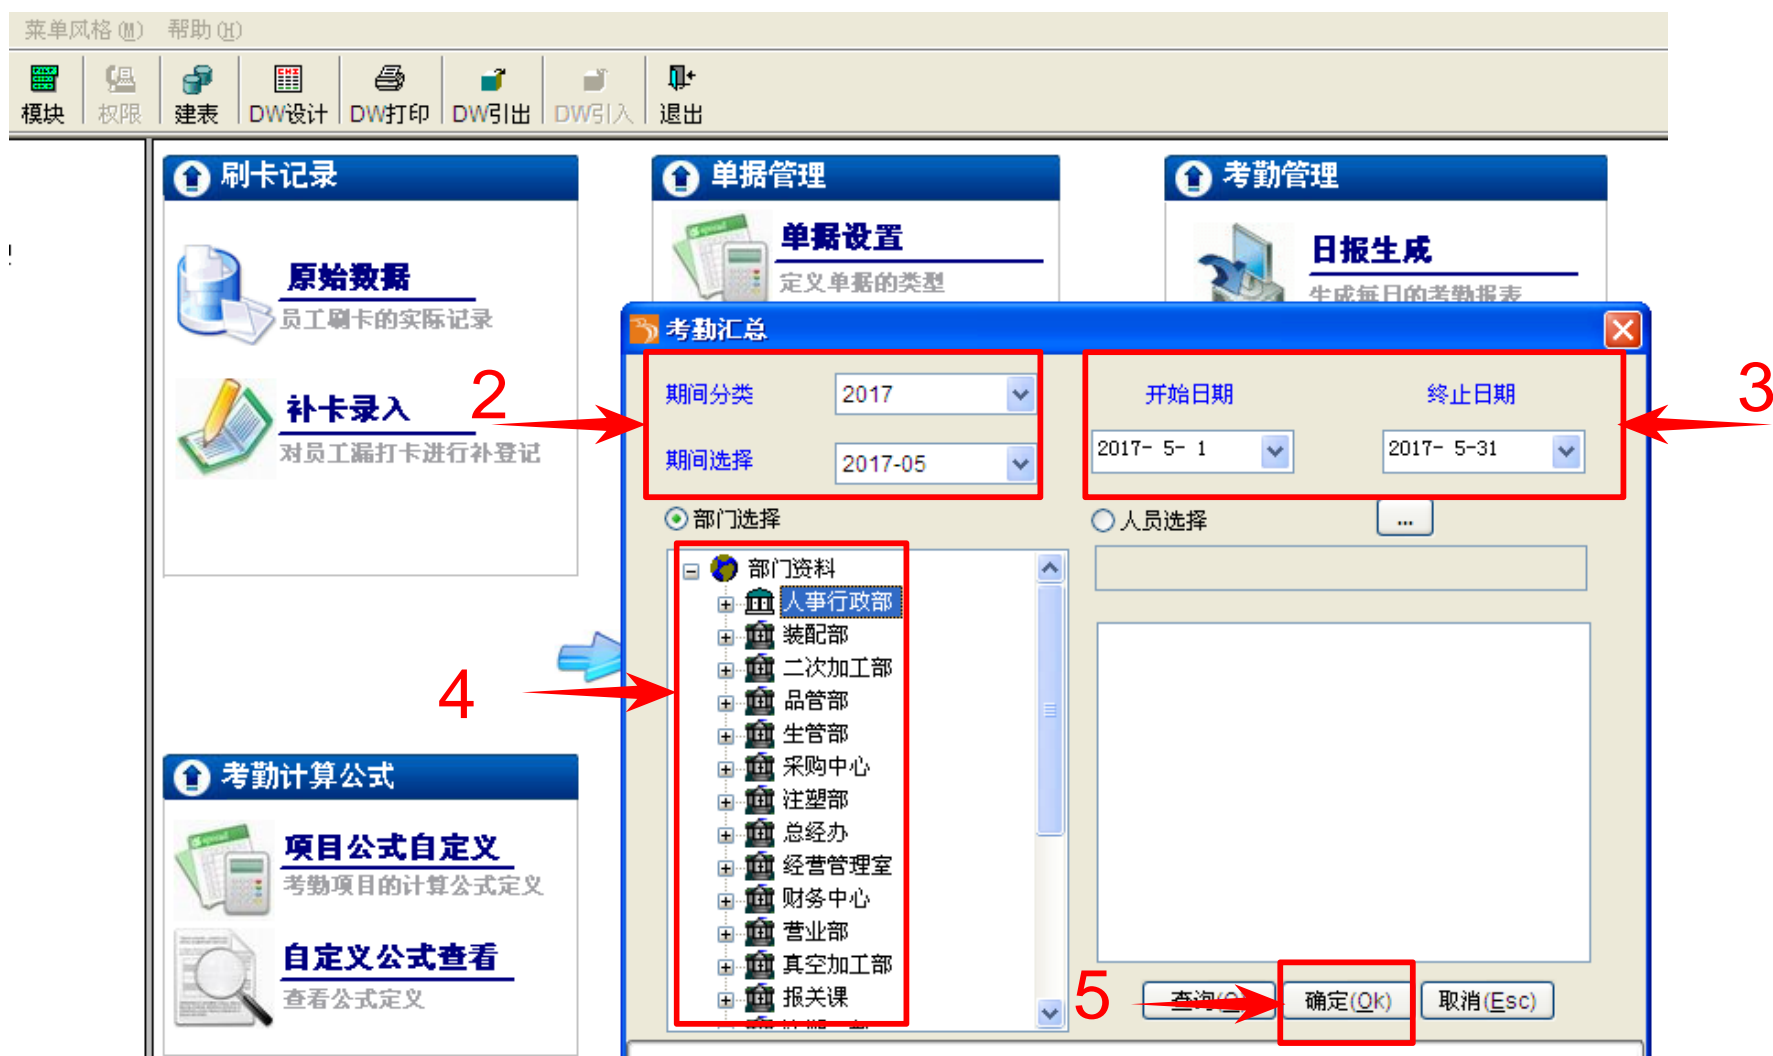 菜单风格(M) 帮助(H)
模块 权限 建表 DW设计 DW打印 DW引出 DW引入 退出
刷卡记录
原始数据
员工刷卡的实际记录
补卡录入
对员工漏打卡进行补登记
单据管理
单据设置
定义单据的类型
考勤管理
日报生成
生成每日的考勤报表
考勤计算公式
项目公式自定义
考勤项目的计算公式定义
自定义公式查看
查看公式定义
考勤汇总
2
期间分类 2017
期间选择 2017-05
开始日期 终止日期
2017- 5- 1 2017- 5-31
3
部门选择
人员选择 ...
4
部门资料
人事行政部
装配部
二次加工部
品管部
生管部
采购中心
注塑部
总经办
经营管理室
财务中心
营业部
真空加工部
报关课
5
查询 确定(Ok) 取消(Esc)